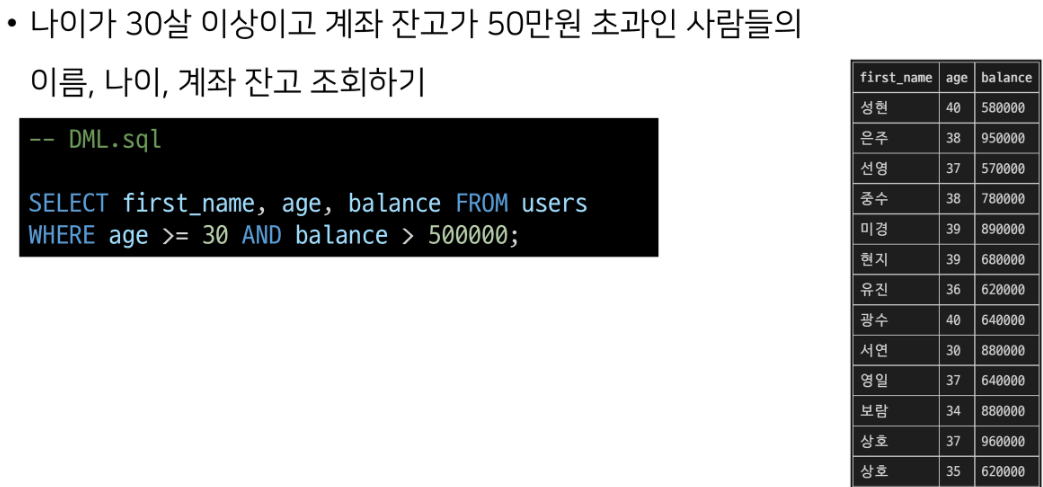 • 나이가 30살 이상이고 계좌 잔고가 50만원 초과인 사람들의
이름, 나이, 계좌 잔고 조회하기
-- DML.sql
SELECT first_name, age, balance FROM users
WHERE age >= 30 AND balance > 500000;
first_name age balance
성현 40 580000
은주 38 950000
선영 37 570000
중수 38 780000
미경 39 890000
현지 39 680000
유진 36 620000
광수 40 640000
서연 30 880000
영일 37 640000
보람 34 880000
상호 37 960000
상호 35 620000